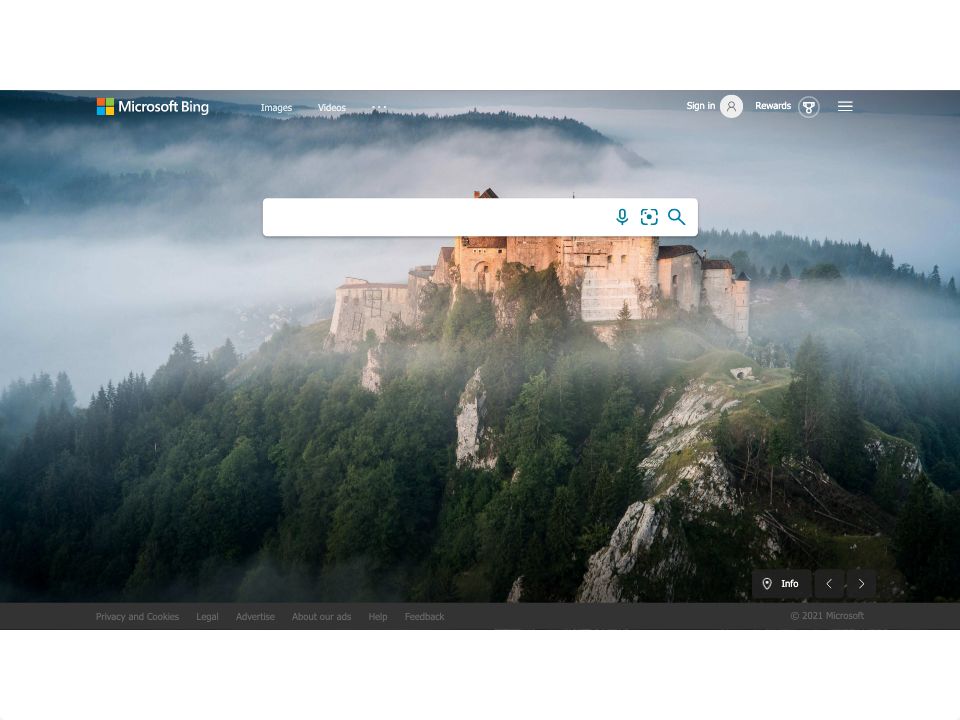 Microsoft Bing
Images Videos ...
Sign in Rewards
Info
Privacy and Cookies Legal Advertise About our ads Help Feedback
© 2021 Microsoft